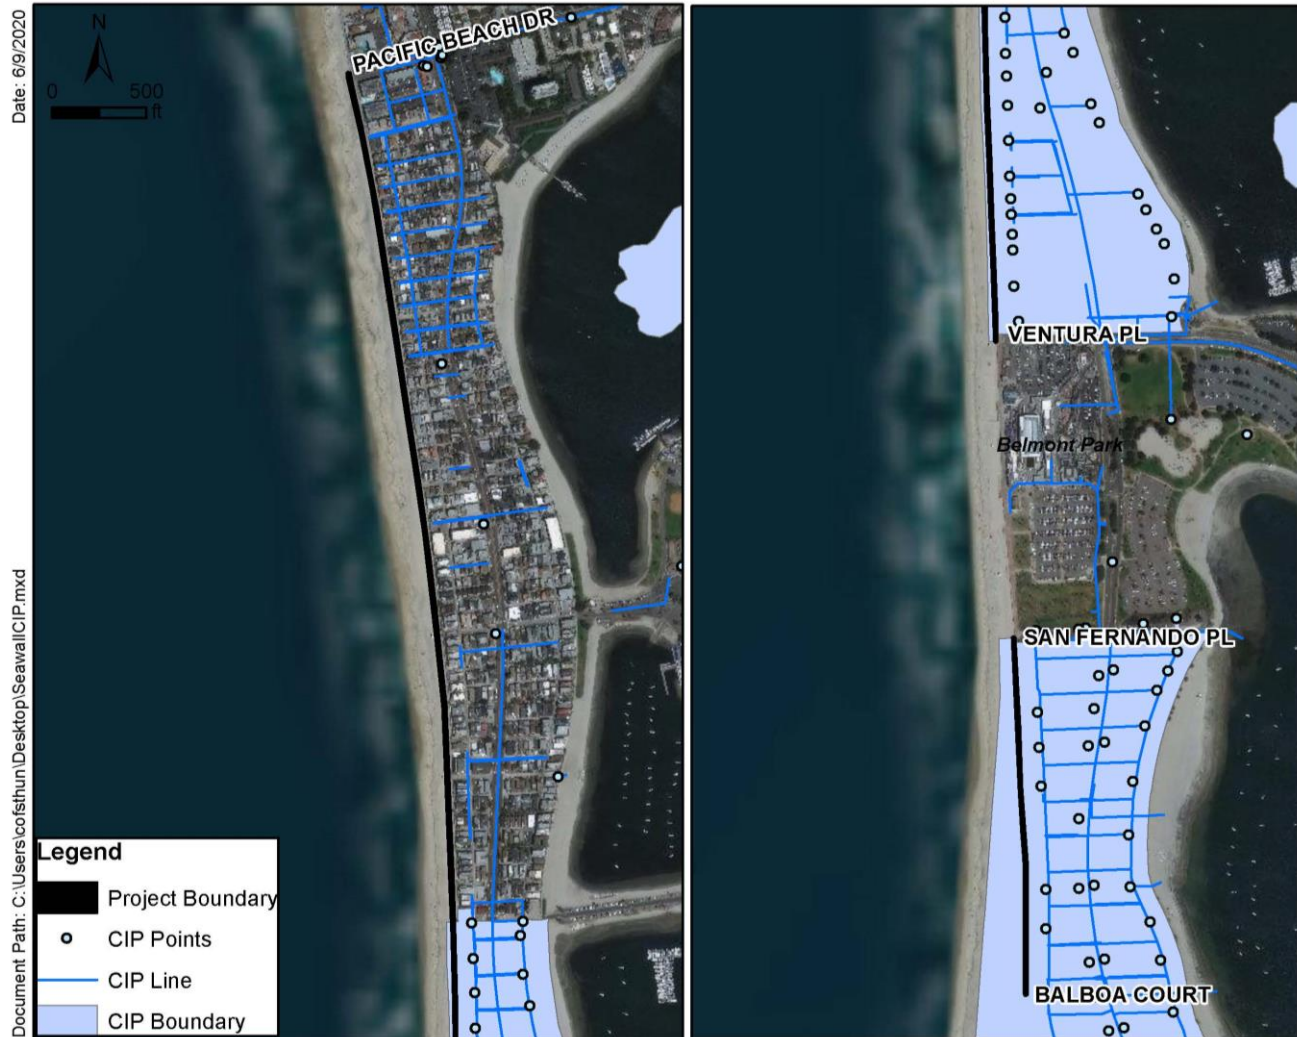 Date: 6/9/2020
Document Path: C:\Users\cofsthun\Desktop\SeawallCIP.mxd
N
0 500
ft
PACIFIC BEACH DR
Legend
Project Boundary
CIP Points
CIP Line
CIP Boundary
VENTURA PL
Belmont Park
SAN FERNANDO PL
BALBOA COURT